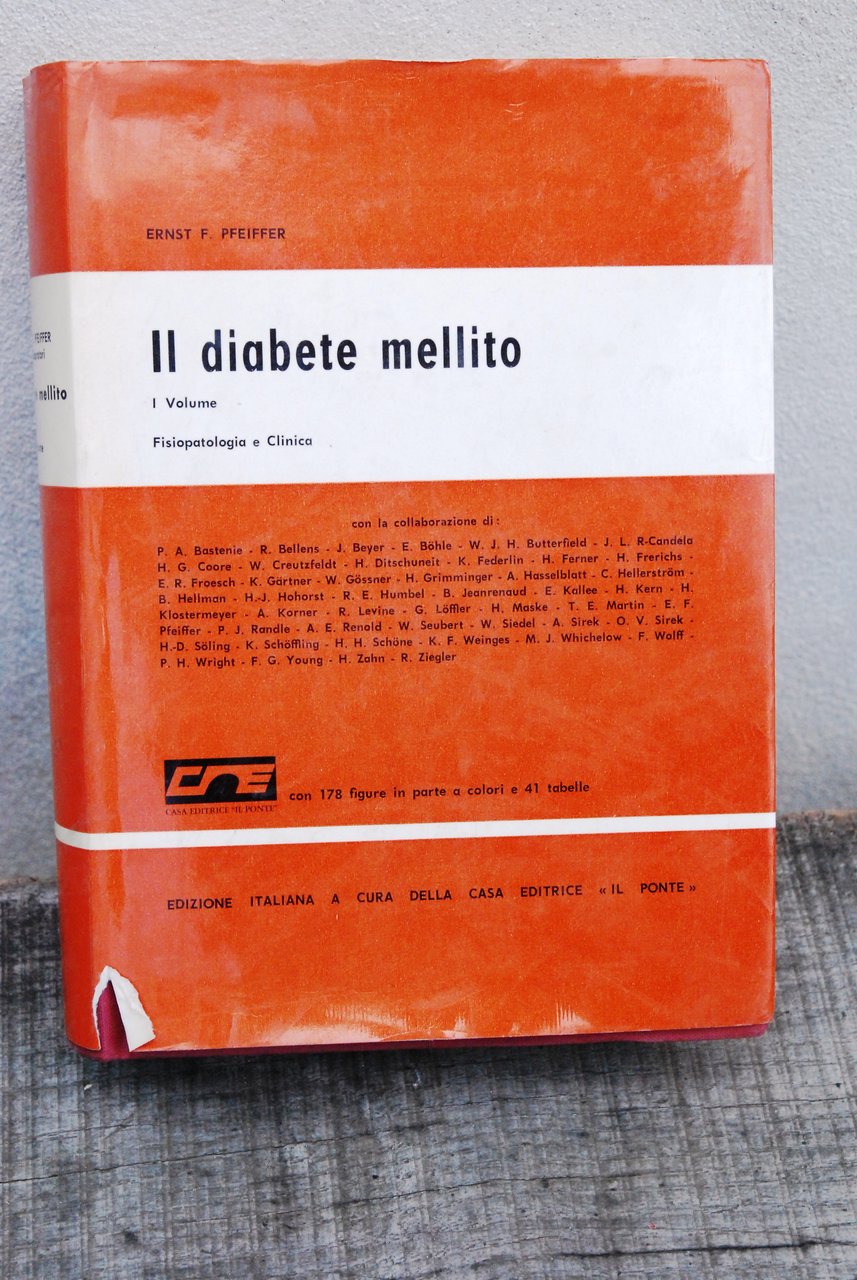 ERNST F. PFEIFFER
Il diabete mellito
I Volume
Fisiopatologia e Clinica
con la collaborazione di:
P. A. Bastenie - R. Bellens - J. Beyer - E. Böhle - W. J. H. Butterfield - J. L. R-Candela
H. G. Coore - W. Creutzfeldt - H. Ditschuneit - K. Federlin - H. Ferner - H. Frerichs -
E. R. Froesch - K. Gärtner - W. Gössner - H. Grimminger - A. Hasselblatt - C. Hellerström -
B. Hellman - H.-J. Hohorst - R. E. Humbel - B. Jeanrenaud - E. Kallee - H. Kern - H.
Klostermeyer - A. Korner - R. Levine - G. Löffler - H. Maske - T. E. Martin - E. F.
Pfeiffer - P. J. Randle - A. E. Renold - W. Seubert - W. Siedel - A. Sirek - O. V. Sirek -
H.-D. Söling - K. Schöffling - H. H. Schöne - K. F. Weinges - M. J. Whichelow - F. Wolff -
P. H. Wright - F. G. Young - H. Zahn - R. Ziegler
CASA EDITRICE "IL PONTE"
con 178 figure in parte a colori e 41 tabelle
EDIZIONE ITALIANA A CURA DELLA CASA EDITRICE « IL PONTE »
PFEIFFER
mellito